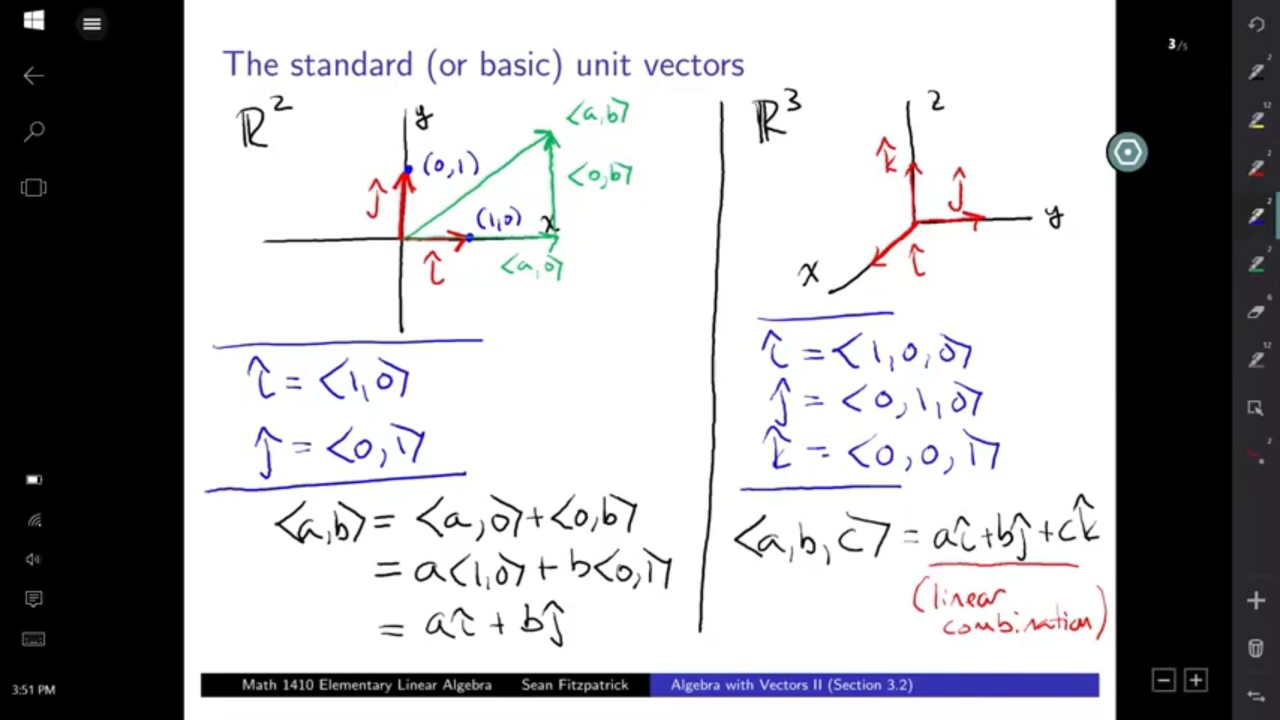 The standard (or basic) unit vectors
3/5
ℝ²
y
⟨a,b⟩
(0,1)
⟨0,b⟩
ĵ
(1,0)
x
î
⟨a,0⟩
î = ⟨1,0⟩
ĵ = ⟨0,1⟩
⟨a,b⟩ = ⟨a,0⟩+⟨0,b⟩
= a⟨1,0⟩ + b⟨0,1⟩
= aî + bĵ
ℝ³
z
k̂
ĵ
y
x
î
î = ⟨1,0,0⟩
ĵ = ⟨0,1,0⟩
k̂ = ⟨0,0,1⟩
⟨a,b,c⟩ = aî+bĵ+ck̂
(linear
combination)
Math 1410 Elementary Linear Algebra Sean Fitzpatrick Algebra with Vectors II (Section 3.2)
3:51 PM